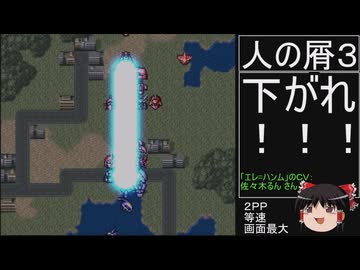 人の屑３
下がれ
！！！
「エレ=ハンム」のCV:
佐々木るん さん
２PP
等速
画面最大